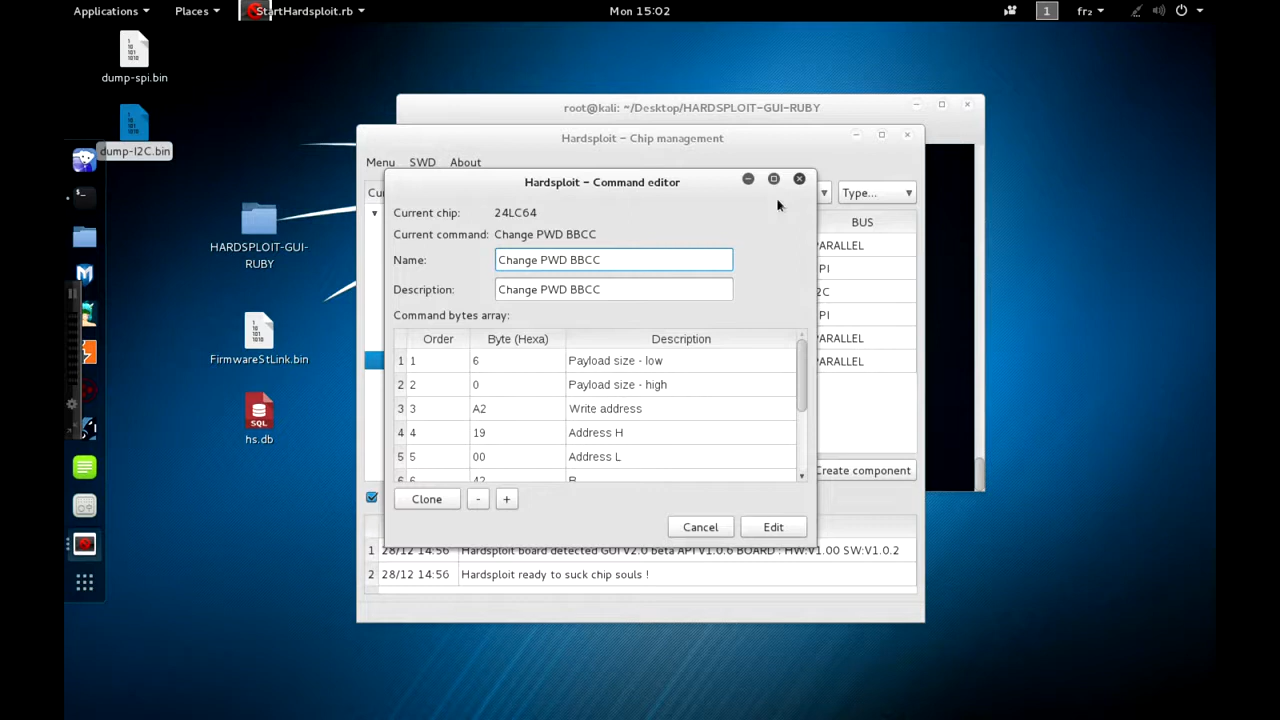 Applications
Places
StartHardsploit.rb
Mon 15:02
1
fr₂
dump-spi.bin
dump-I2C.bin
HARDSPLOIT-GUI-
RUBY
FirmwareStLink.bin
hs.db
SQL
root@kali: ~/Desktop/HARDSPLOIT-GUI-RUBY
Hardsploit - Chip management
Menu SWD About
Type...
BUS
PARALLEL
I2C
PARALLEL
PARALLEL
Create component
Hardsploit - Command editor
Current chip: 24LC64
Current command: Change PWD BBCC
Name: Change PWD BBCC
Description: Change PWD BBCC
Command bytes array:
Order Byte (Hexa) Description
1 1 6 Payload size - low
2 2 0 Payload size - high
3 3 A2 Write address
4 4 19 Address H
5 5 00 Address L
6 6 42 B
Clone - +
Cancel Edit
1 28/12 14:56 Hardsploit board detected GUI V2.0 beta API V1.0.6 BOARD : HW:V1.00 SW:V1.0.2
2 28/12 14:56 Hardsploit ready to suck chip souls !